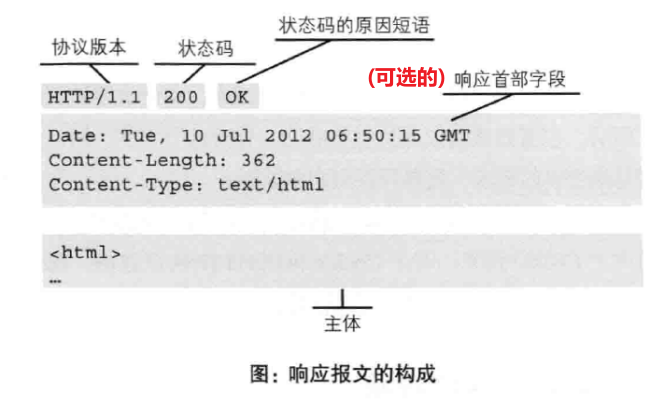 状态码的原因短语
协议版本 状态码
HTTP/1.1 200 OK
(可选的) 响应首部字段
Date: Tue, 10 Jul 2012 06:50:15 GMT
Content-Length: 362
Content-Type: text/html
<html>
…
主体
图：响应报文的构成